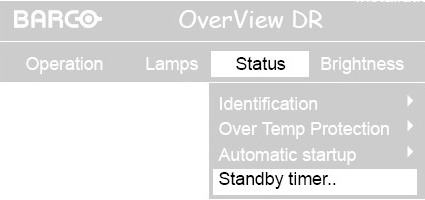 BARCO OverView DR
Operation Lamps Status Brightness
Identification
Over Temp Protection
Automatic startup
Standby timer..